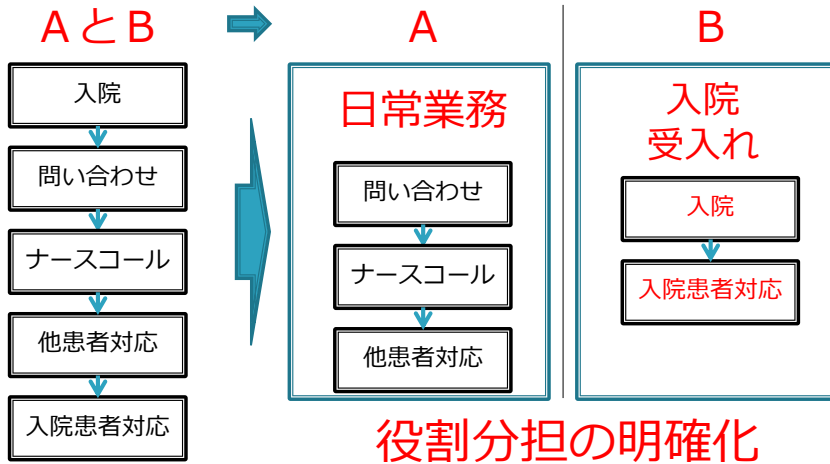 AとB
入院
問い合わせ
ナースコール
他患者対応
入院患者対応
A
日常業務
問い合わせ
ナースコール
他患者対応
B
入院
受入れ
入院
入院患者対応
役割分担の明確化